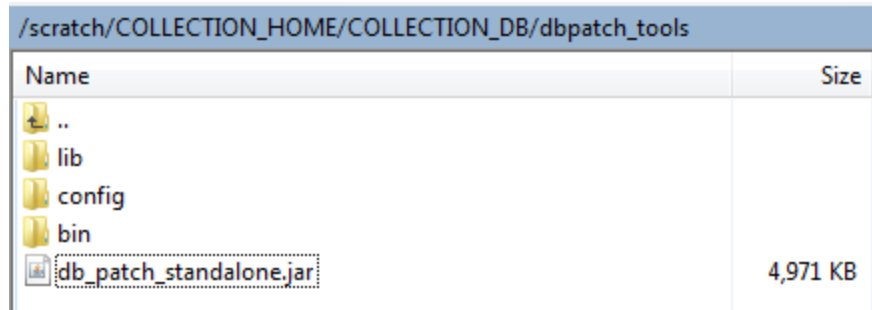 /scratch/COLLECTION_HOME/COLLECTION_DB/dbpatch_tools
Name Size
..
lib
config
bin
db_patch_standalone.jar 4,971 KB